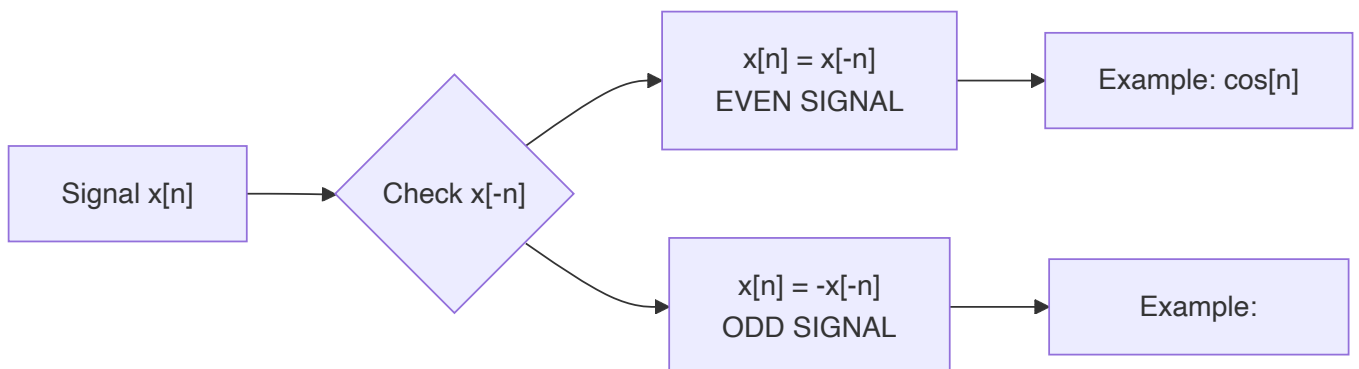 Signal x[n]
Check x[-n]
x[n] = x[-n]
EVEN SIGNAL
Example: cos[n]
x[n] = -x[-n]
ODD SIGNAL
Example: